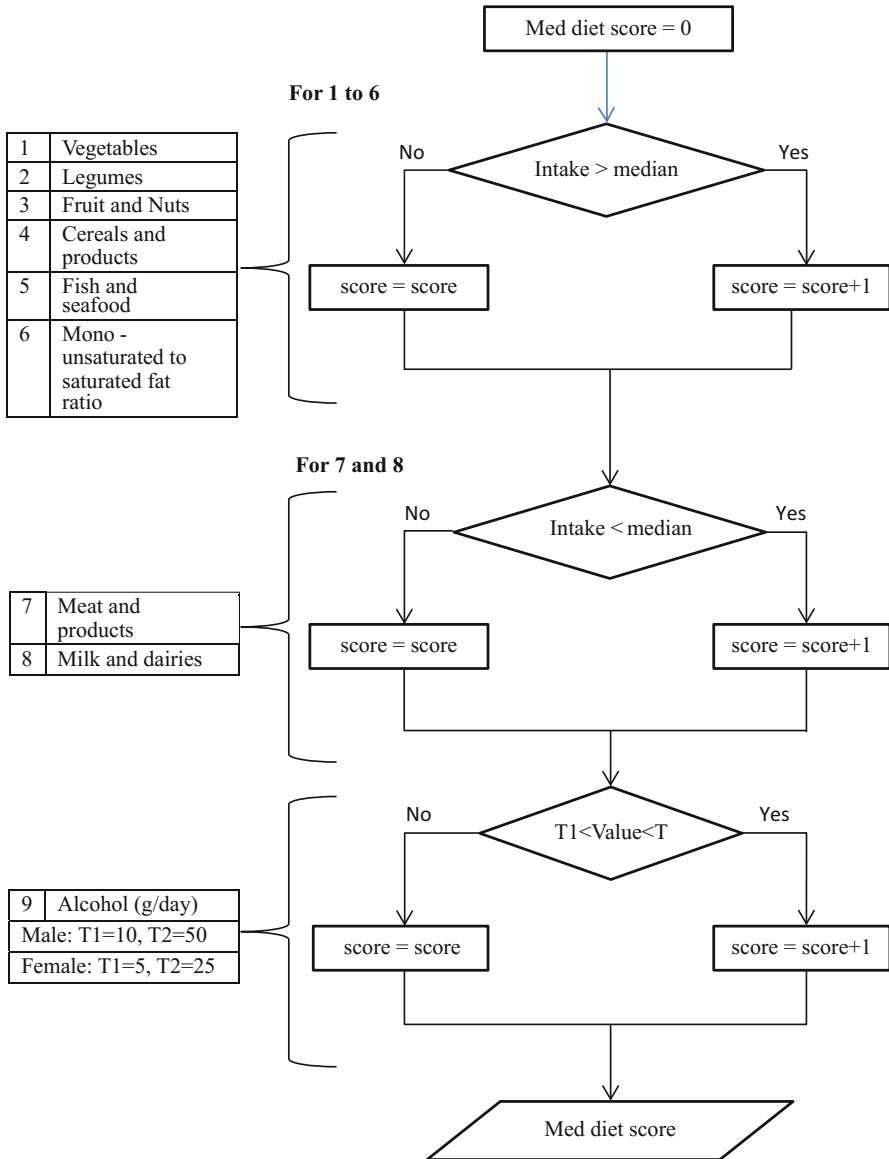 Med diet score = 0
For 1 to 6
1 Vegetables
2 Legumes
3 Fruit and Nuts
4 Cereals and
products
5 Fish and
seafood
6 Mono -
unsaturated to
saturated fat
ratio
No
Intake > median
Yes
score = score
score = score+1
For 7 and 8
7 Meat and
products
8 Milk and dairies
No
Intake < median
Yes
score = score
score = score+1
9 Alcohol (g/day)
Male: T1=10, T2=50
Female: T1=5, T2=25
No
T1<Value<T
Yes
score = score
score = score+1
Med diet score